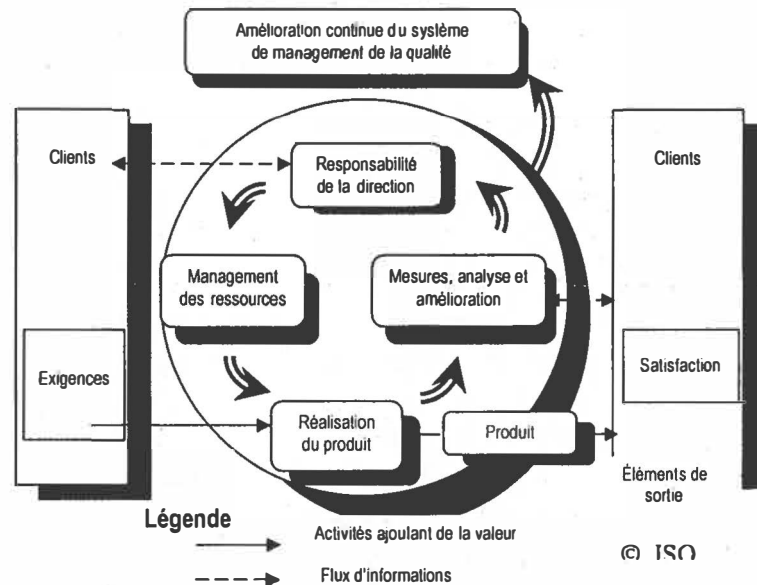 Amélioration continue du système
de management de la qualité
Clients
Responsabilité
de la direction
Clients
Management
des ressources
Mesures, analyse et
amélioration
Exigences
Satisfaction
Réalisation
du produit
Produit
Éléments de
sortie
Légende
Activités ajoutant de la valeur
© ISO
Flux d'informations